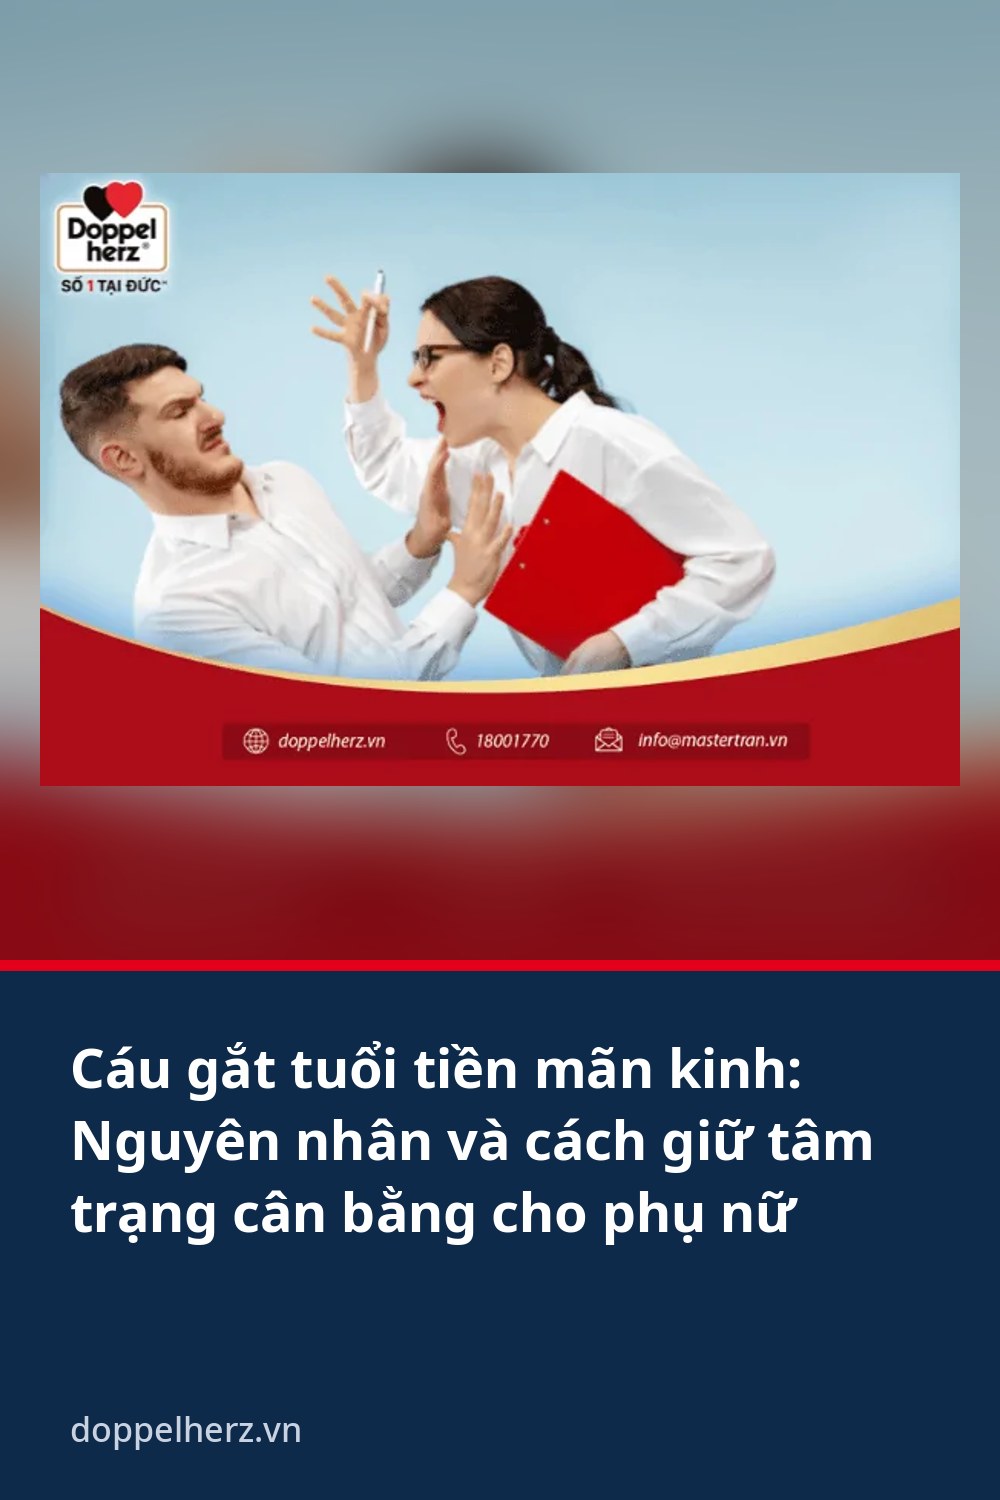 Doppel
herz®
SỐ 1 TẠI ĐỨC
doppelherz.vn
18001770
info@mastertran.vn
Cáu gắt tuổi tiền mãn kinh:
Nguyên nhân và cách giữ tâm
trạng cân bằng cho phụ nữ
doppelherz.vn